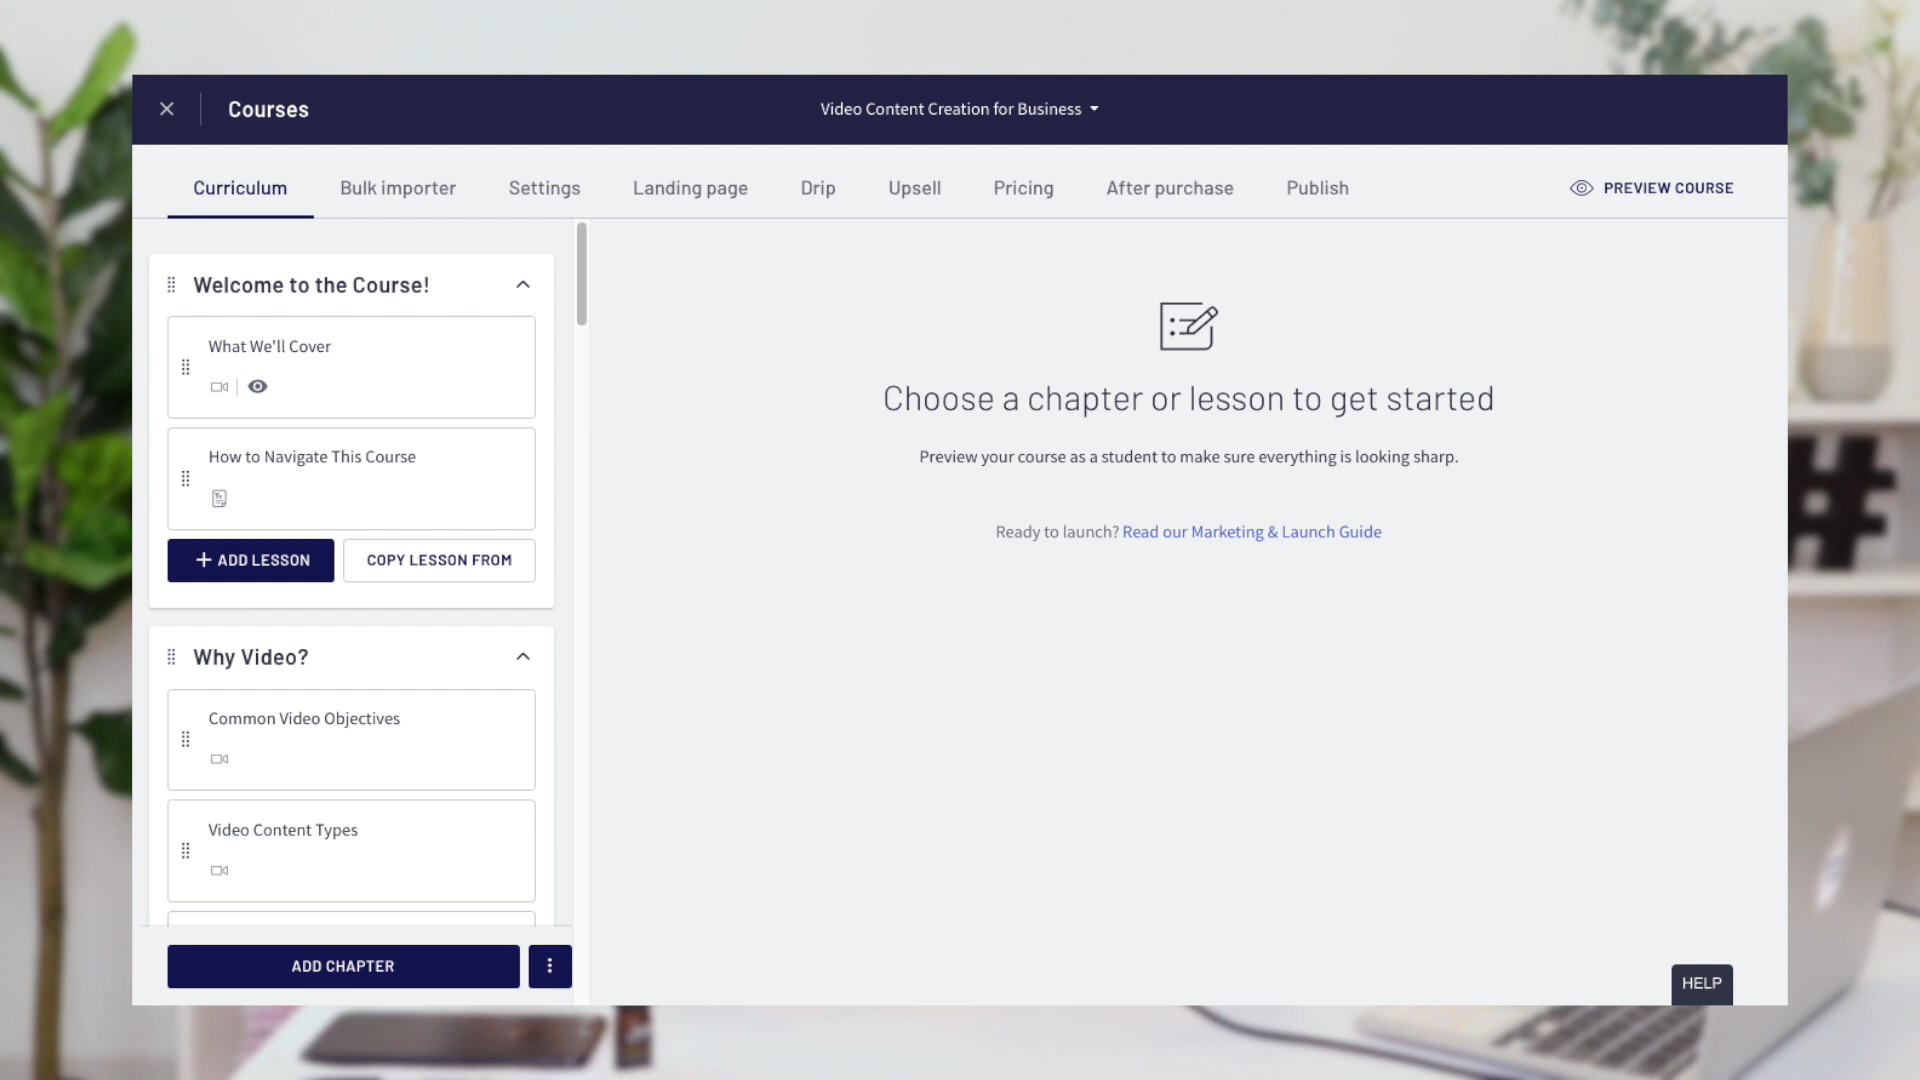 Courses
Video Content Creation for Business
Curriculum
Bulk importer
Settings
Landing page
Drip
Upsell
Pricing
After purchase
Publish
PREVIEW COURSE
Welcome to the Course!
What We'll Cover
How to Navigate This Course
+ ADD LESSON
COPY LESSON FROM
Why Video?
Common Video Objectives
Video Content Types
ADD CHAPTER
Choose a chapter or lesson to get started
Preview your course as a student to make sure everything is looking sharp.
Ready to launch? Read our Marketing & Launch Guide
HELP